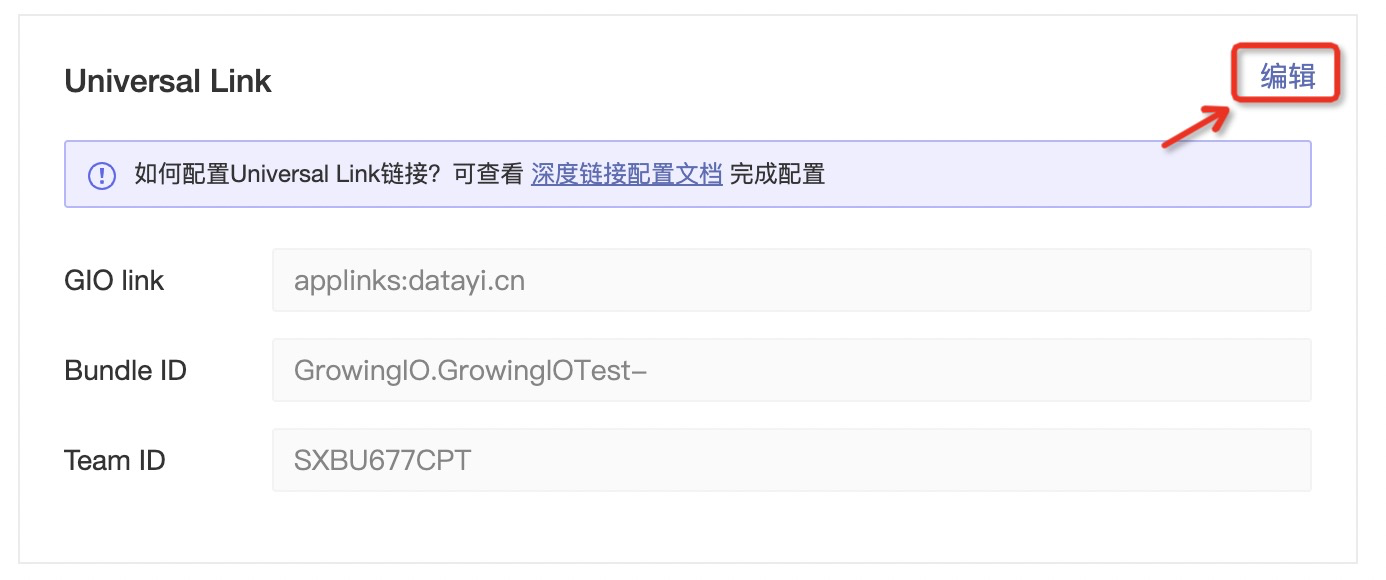 Universal Link
编辑
如何配置Universal Link链接？可查看 深度链接配置文档 完成配置
GIO link
applinks:datayi.cn
Bundle ID
GrowingIO.GrowingIOTest–
Team ID
SXBU677CPT